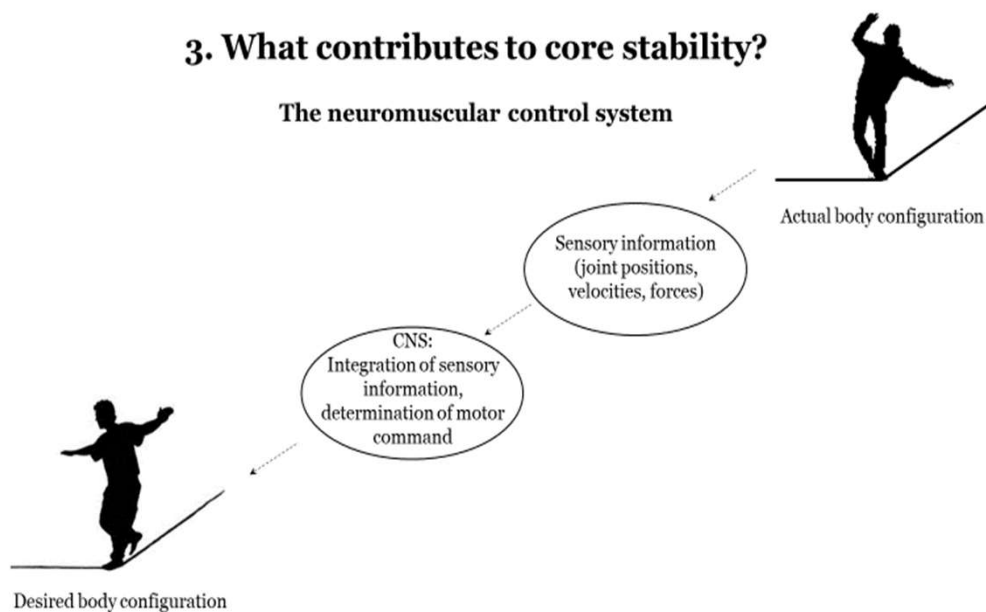 3. What contributes to core stability?
The neuromuscular control system
Actual body configuration
Sensory information
(joint positions,
velocities, forces)
CNS:
Integration of sensory
information,
determination of motor
command
Desired body configuration